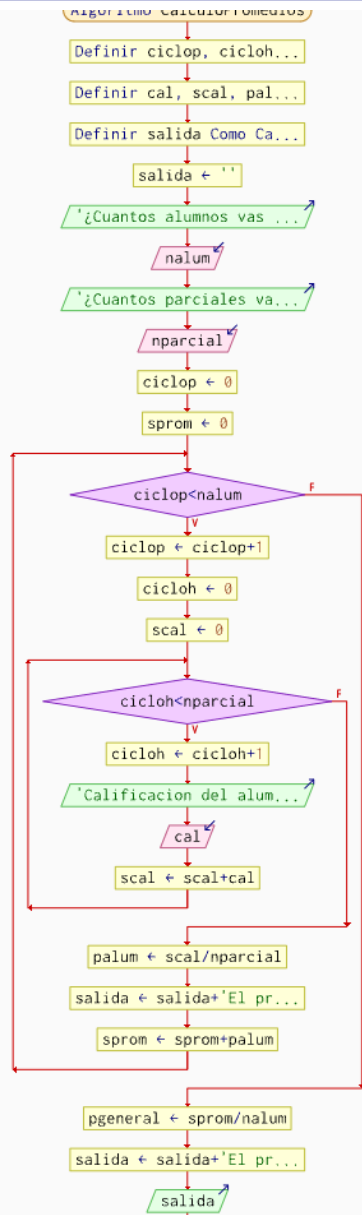 Algoritmo CalculoPromedios
Definir ciclop, cicloh...
Definir cal, scal, pal...
Definir salida Como Ca...
salida ← ''
'¿Cuantos alumnos vas ...
nalum
'¿Cuantos parciales va...
nparcial
ciclop ← 0
sprom ← 0
ciclop<nalum
F
V
ciclop ← ciclop+1
cicloh ← 0
scal ← 0
cicloh<nparcial
F
V
cicloh ← cicloh+1
'Calificacion del alum...
cal
scal ← scal+cal
palum ← scal/nparcial
salida ← salida+'El pr...
sprom ← sprom+palum
pgeneral ← sprom/nalum
salida ← salida+'El pr...
salida